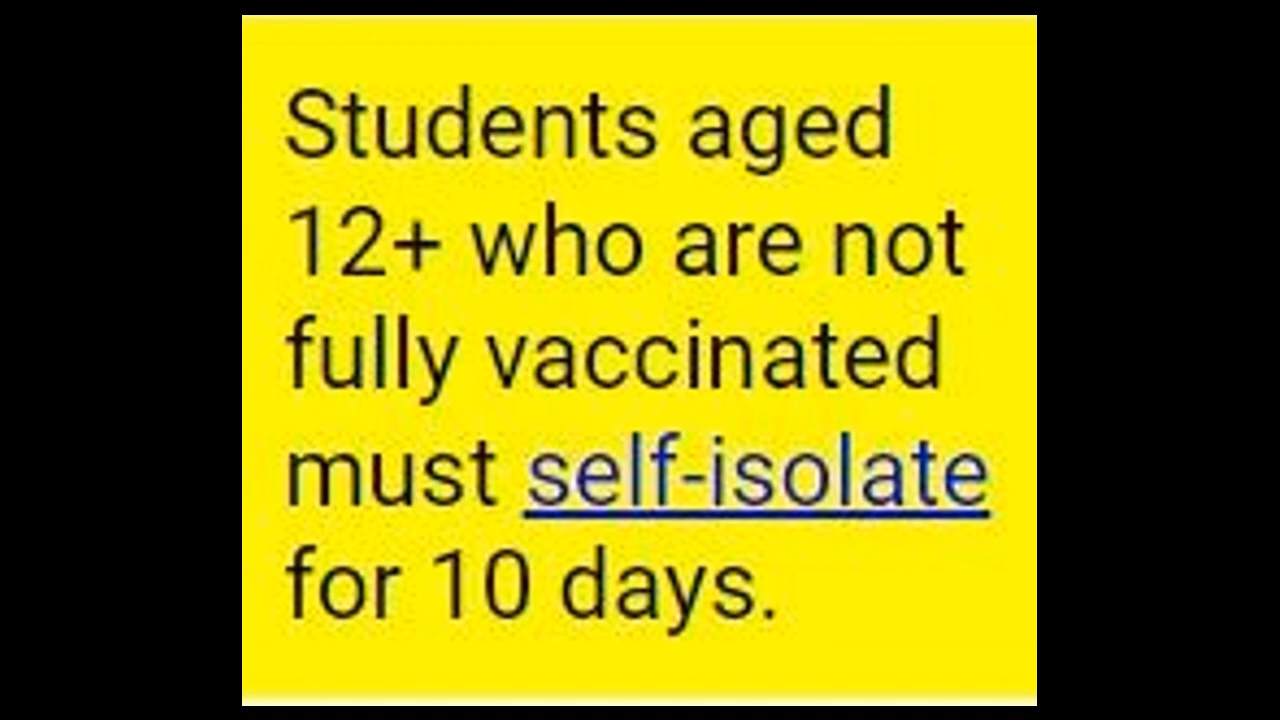 Students aged
12+ who are not
fully vaccinated
must self-isolate
for 10 days.